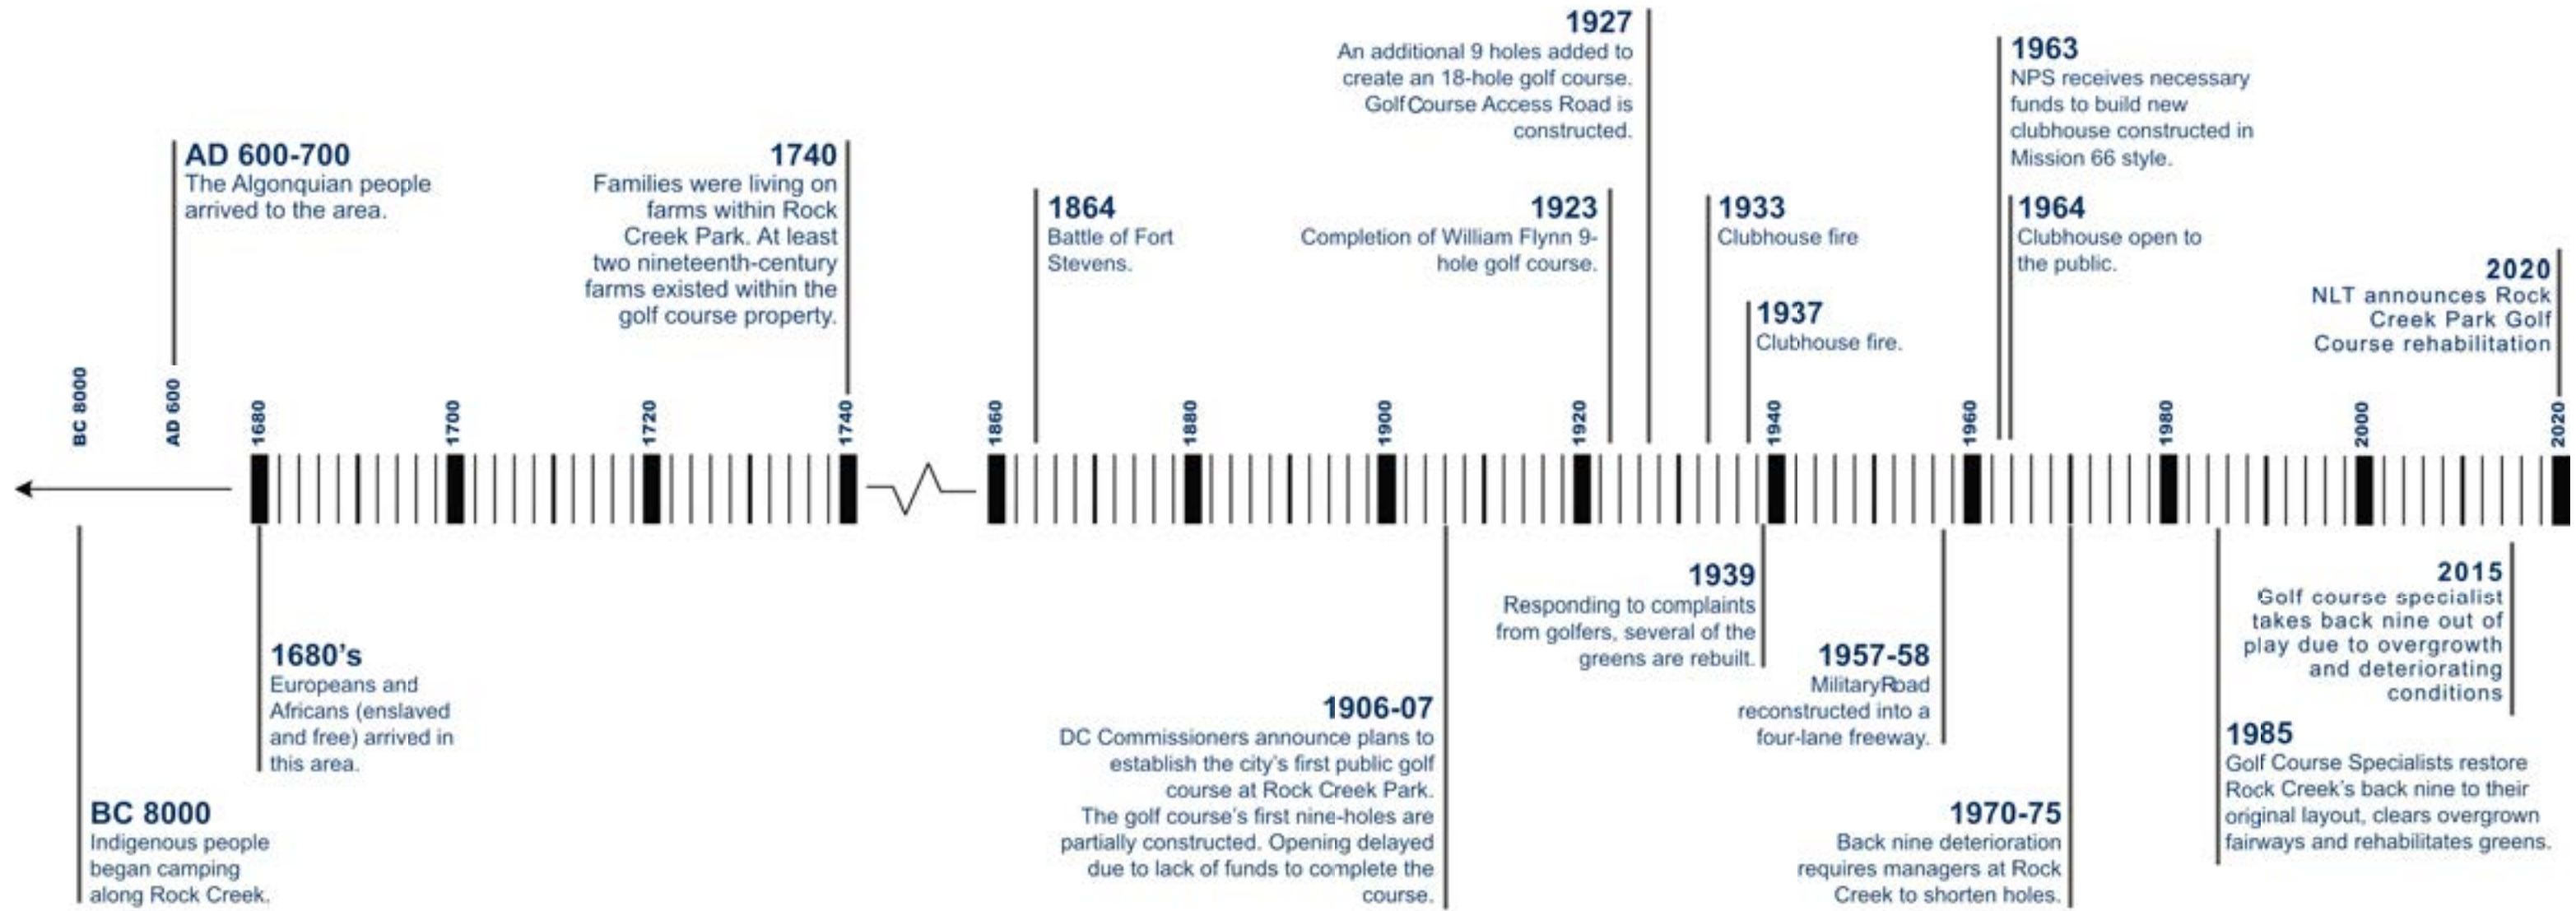 AD 600-700
The Algonquian people
arrived to the area.
1740
Families were living on
farms within Rock
Creek Park. At least
two nineteenth-century
farms existed within the
golf course property.
1864
Battle of Fort
Stevens.
1923
Completion of William Flynn 9-
hole golf course.
1927
An additional 9 holes added to
create an 18-hole golf course.
Golf Course Access Road is
constructed.
1933
Clubhouse fire
1937
Clubhouse fire.
1963
NPS receives necessary
funds to build new
clubhouse constructed in
Mission 66 style.
1964
Clubhouse open to
the public.
2020
NLT announces Rock
Creek Park Golf
Course rehabilitation
BC 8000
AD 600
1680
1700
1720
1740
1860
1880
1900
1920
1940
1960
1980
2000
2020
BC 8000
Indigenous people
began camping
along Rock Creek.
1680's
Europeans and
Africans (enslaved
and free) arrived in
this area.
1906-07
DC Commissioners announce plans to
establish the city's first public golf
course at Rock Creek Park.
The golf course's first nine-holes are
partially constructed. Opening delayed
due to lack of funds to complete the
course.
1939
Responding to complaints
from golfers, several of the
greens are rebuilt.
1957-58
Military Road
reconstructed into a
four-lane freeway.
1970-75
Back nine deterioration
requires managers at Rock
Creek to shorten holes.
1985
Golf Course Specialists restore
Rock Creek's back nine to their
original layout, clears overgrown
fairways and rehabilitates greens.
2015
Golf course specialist
takes back nine out of
play due to overgrowth
and deteriorating
conditions